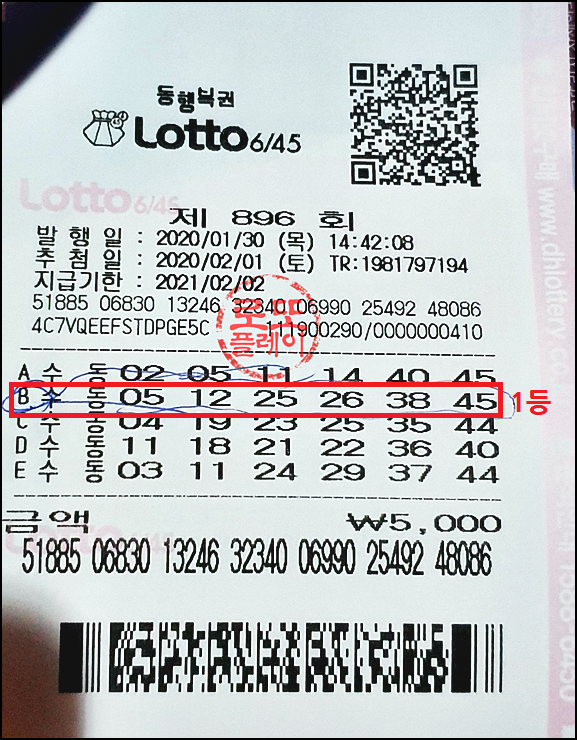 동행복권
Lotto 6/45
Lotto 6/45
제 896 회
발 행 일 : 2020/01/30 (목) 14:42:08
추 첨 일 : 2020/02/01 (토) TR:1981797194
지급기한 : 2021/02/02
51885 06830 13246 32340 06990 25492 48086
4C7VQEEFSTDPGE5C 111900290/0000000410
로또
플레이
A 수 동 02 05 11 14 40 45
B 수 동 05 12 25 26 38 45 1등
C 수 동 04 19 23 25 35 44
D 수 동 11 18 21 22 36 40
E 수 동 03 11 24 29 37 44
금액 ₩5,000
Lotto
51885 06830 13246 32340 06990 25492 48086